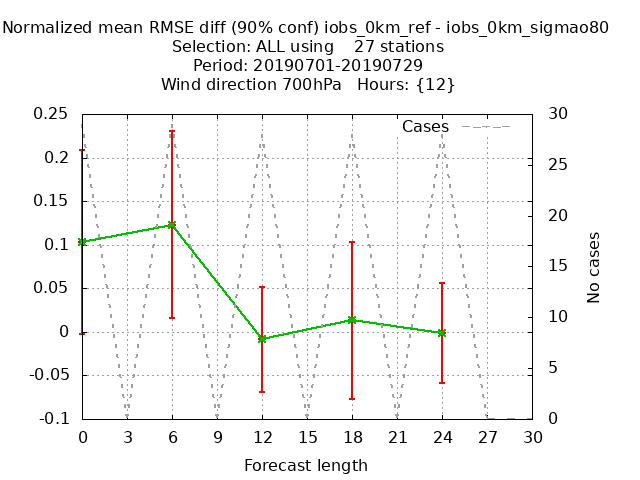 Normalized mean RMSE diff (90% conf) iobs_0km_ref - iobs_0km_sigmao80
Selection: ALL using    27 stations
Period: 20190701-20190729
Wind direction 700hPa   Hours: {12}
0.25
0.2
0.15
0.1
0.05
0
-0.05
-0.1
Cases
30
25
20
15
10
5
0
No cases
0 3 6 9 12 15 18 21 24 27 30
Forecast length